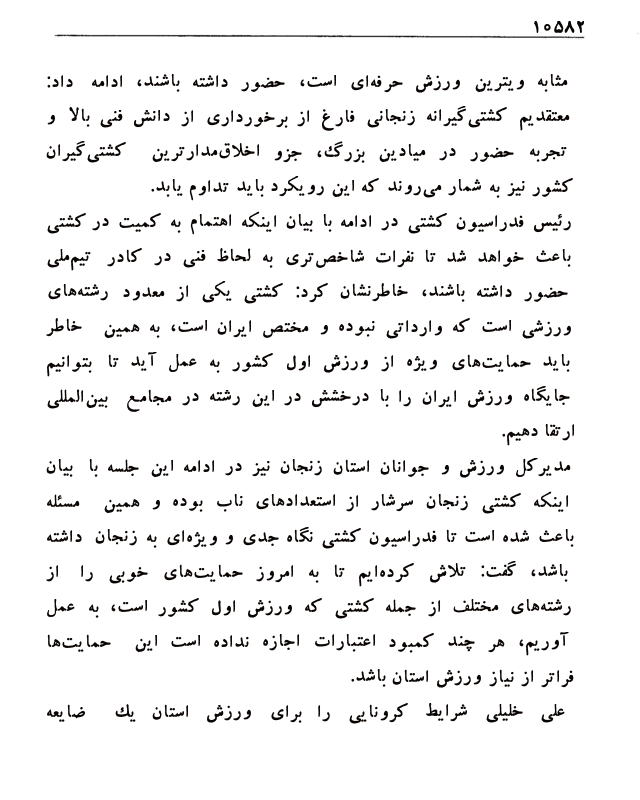 ۱۰۵۸۲
مثابه ویترین ورزش حرفه‌ای است، حضور داشته باشند، ادامه داد:
معتقدیم کشتی‌گیرانه زنجانی فارغ از برخورداری از دانش فنی بالا و
تجربه حضور در میادین بزرگ، جزو اخلاق‌مدارترین کشتی‌گیران
کشور نیز به شمار می‌روند که این رویکرد باید تداوم یابد.
رئیس فدراسیون کشتی در ادامه با بیان اینکه اهتمام به کمیت در کشتی
باعث خواهد شد تا نفرات شاخص‌تری به لحاظ فنی در کادر تیم‌ملی
حضور داشته باشند، خاطرنشان کرد: کشتی یکی از معدود رشته‌های
ورزشی است که وارداتی نبوده و مختص ایران است، به همین خاطر
باید حمایت‌های ویژه از ورزش اول کشور به عمل آید تا بتوانیم
جایگاه ورزش ایران را با درخشش در این رشته در مجامع بین‌المللی
ارتقا دهیم.
مدیرکل ورزش و جوانان استان زنجان نیز در ادامه این جلسه با بیان
اینکه کشتی زنجان سرشار از استعدادهای ناب بوده و همین مسئله
باعث شده است تا فدراسیون کشتی نگاه جدی و ویژه‌ای به زنجان داشته
باشد، گفت: تلاش کرده‌ایم تا به امروز حمایت‌های خوبی را از
رشته‌های مختلف از جمله کشتی که ورزش اول کشور است، به عمل
آوریم، هر چند کمبود اعتبارات اجازه نداده است این حمایت‌ها
فراتر از نیاز ورزش استان باشد.
علی خلیلی شرایط کرونایی را برای ورزش استان یك ضایعه